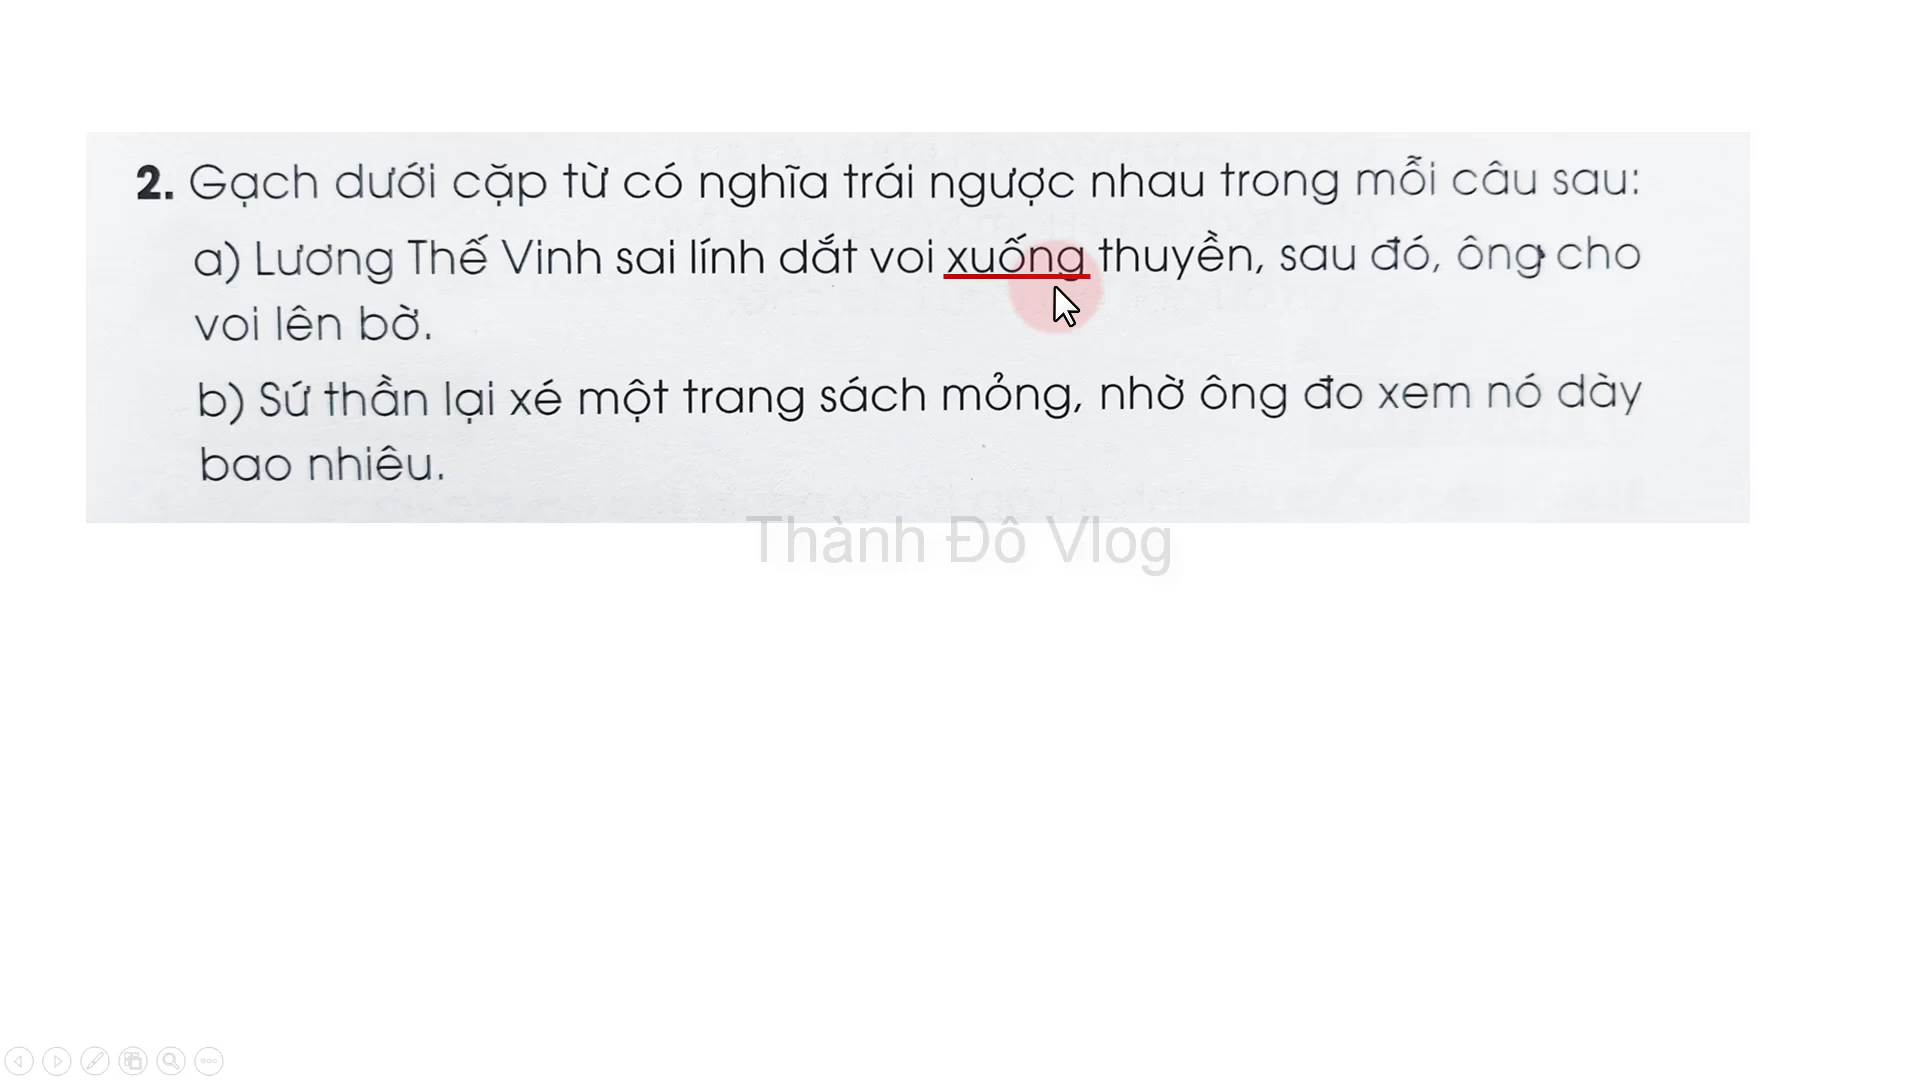 2. Gạch dưới cặp từ có nghĩa trái ngược nhau trong mỗi câu sau:
a) Lương Thế Vinh sai lính dắt voi xuống thuyền, sau đó, ông cho
voi lên bờ.
b) Sứ thần lại xé một trang sách mỏng, nhờ ông đo xem nó dày
bao nhiêu.
Thành Đô Vlog